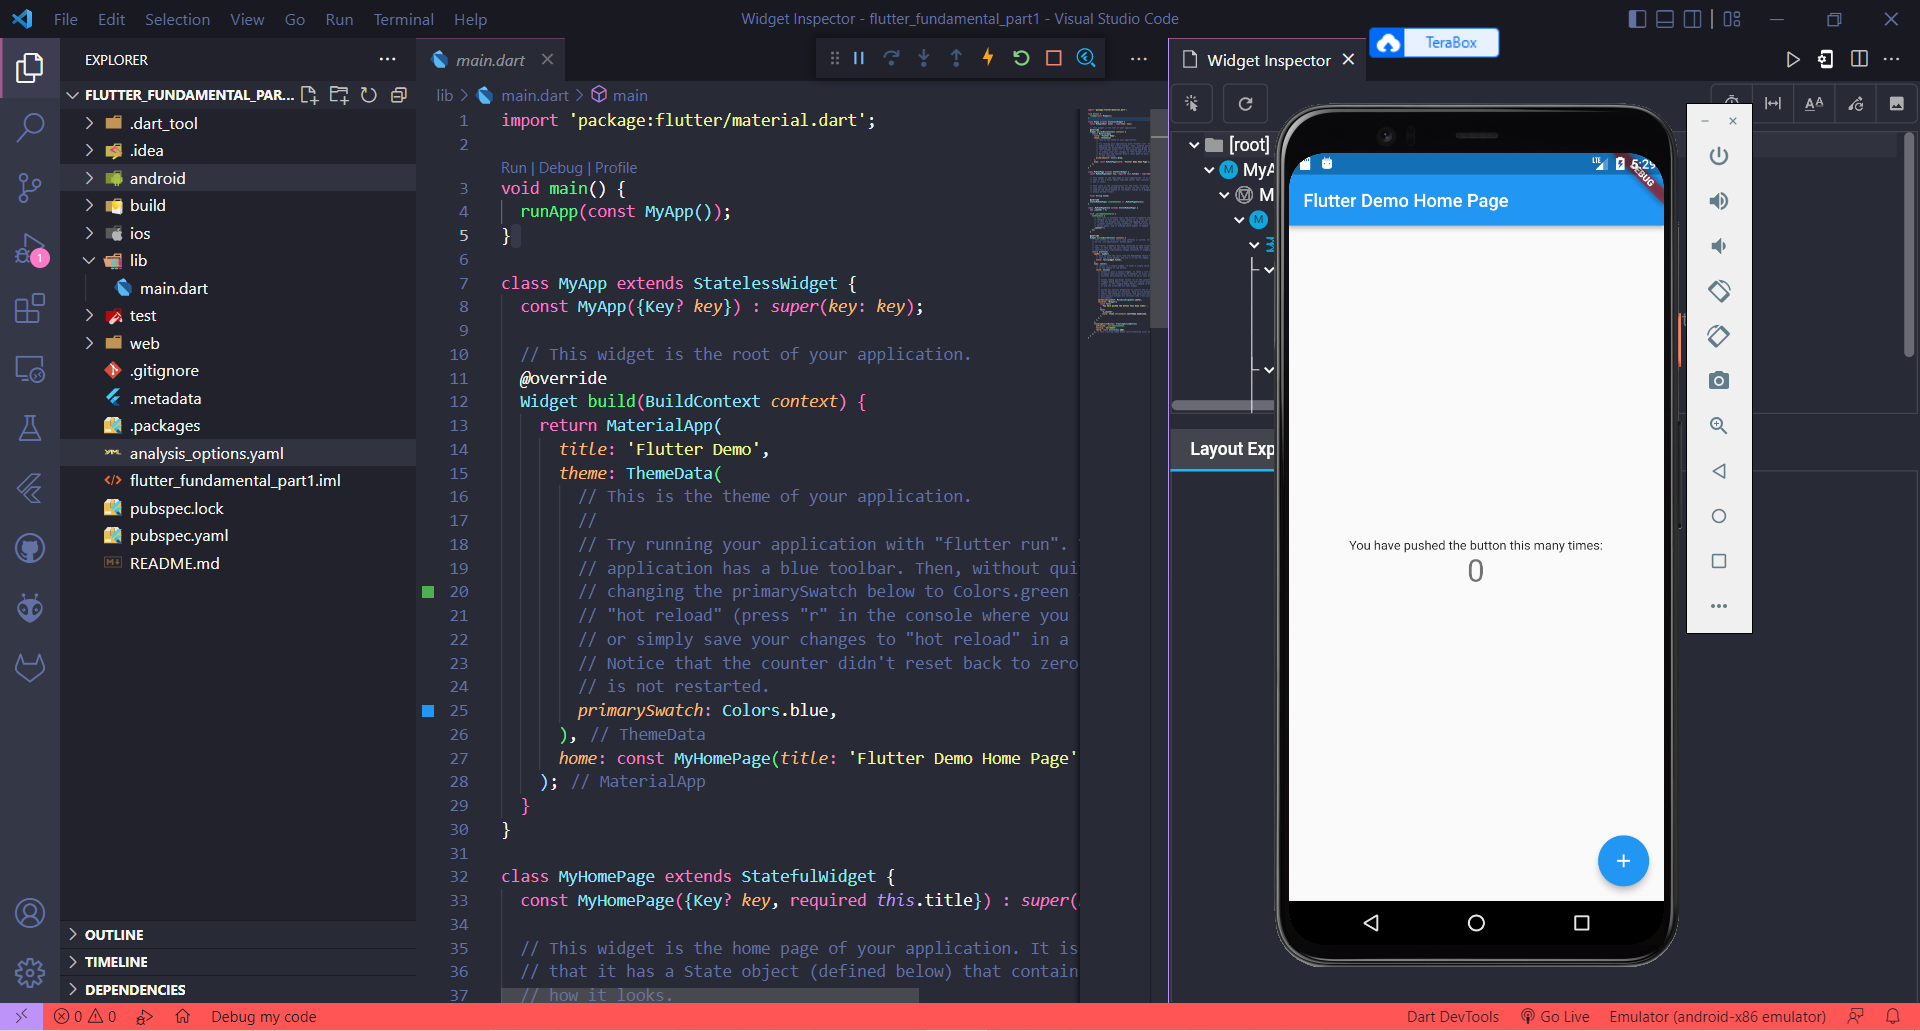 File Edit Selection View Go Run Terminal Help
Widget Inspector - flutter_fundamental_part1 - Visual Studio Code
EXPLORER
main.dart
Widget Inspector
TeraBox
FLUTTER_FUNDAMENTAL_PAR...
.dart_tool
.idea
android
build
ios
lib
main.dart
test
web
.gitignore
.metadata
.packages
analysis_options.yaml
flutter_fundamental_part1.iml
pubspec.lock
pubspec.yaml
README.md
OUTLINE
TIMELINE
DEPENDENCIES
1
lib > main.dart > main
1 import 'package:flutter/material.dart';
2
Run | Debug | Profile
3 void main() {
4 runApp(const MyApp());
5 }
6
7 class MyApp extends StatelessWidget {
8 const MyApp({Key? key}) : super(key: key);
9
10 // This widget is the root of your application.
11 @override
12 Widget build(BuildContext context) {
13 return MaterialApp(
14 title: 'Flutter Demo',
15 theme: ThemeData(
16 // This is the theme of your application.
17 //
18 // Try running your application with "flutter run".
19 // application has a blue toolbar. Then, without qui
20 // changing the primarySwatch below to Colors.green
21 // "hot reload" (press "r" in the console where you
22 // or simply save your changes to "hot reload" in a
23 // Notice that the counter didn't reset back to zero
24 // is not restarted.
25 primarySwatch: Colors.blue,
26 ), // ThemeData
27 home: const MyHomePage(title: 'Flutter Demo Home Page'
28 ); // MaterialApp
29 }
30 }
31
32 class MyHomePage extends StatefulWidget {
33 const MyHomePage({Key? key, required this.title}) : super(
34
35 // This widget is the home page of your application. It is
36 // that it has a State object (defined below) that contain
37 // how it looks.
[root]
MyA
M
Layout Exp
LTE 5:29
DEBUG
Flutter Demo Home Page
You have pushed the button this many times:
0
0 0
Debug my code
Dart DevTools
Go Live
Emulator (android-x86 emulator)